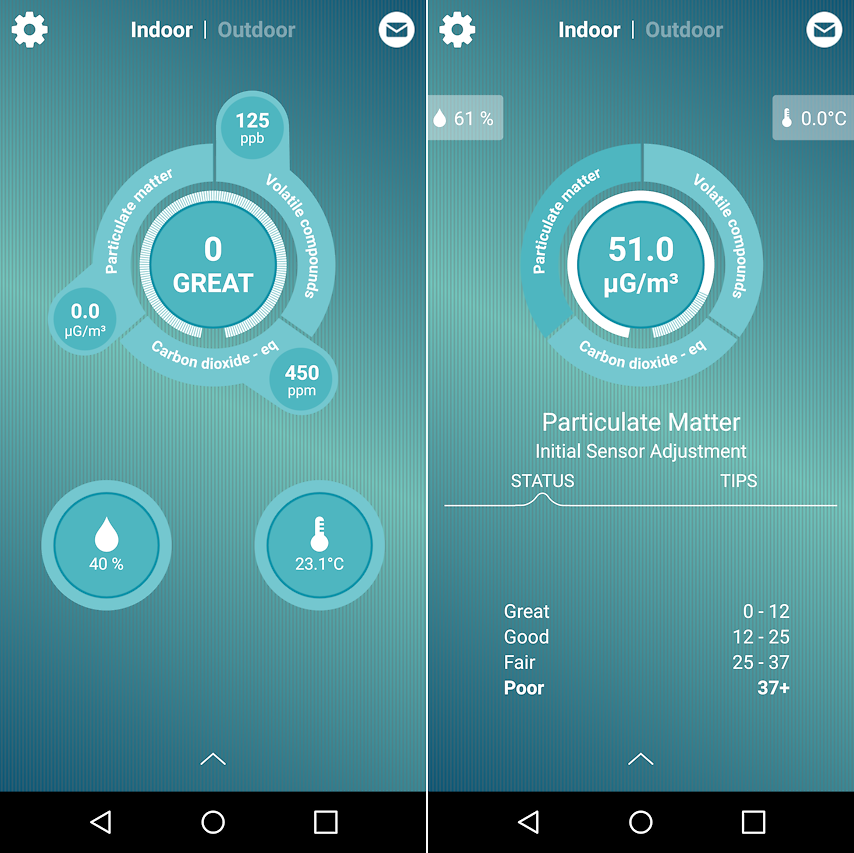 Indoor | Outdoor
125
ppb
Particulate matter
Volatile compounds
0
GREAT
0.0
µG/m³
Carbon dioxide - eq
450
ppm
40 %
23.1°C
Indoor | Outdoor
61 %
0.0°C
Particulate matter
Volatile compounds
51.0
µG/m³
Carbon dioxide - eq
Particulate Matter
Initial Sensor Adjustment
STATUS TIPS
Great 0 - 12
Good 12 - 25
Fair 25 - 37
Poor 37+